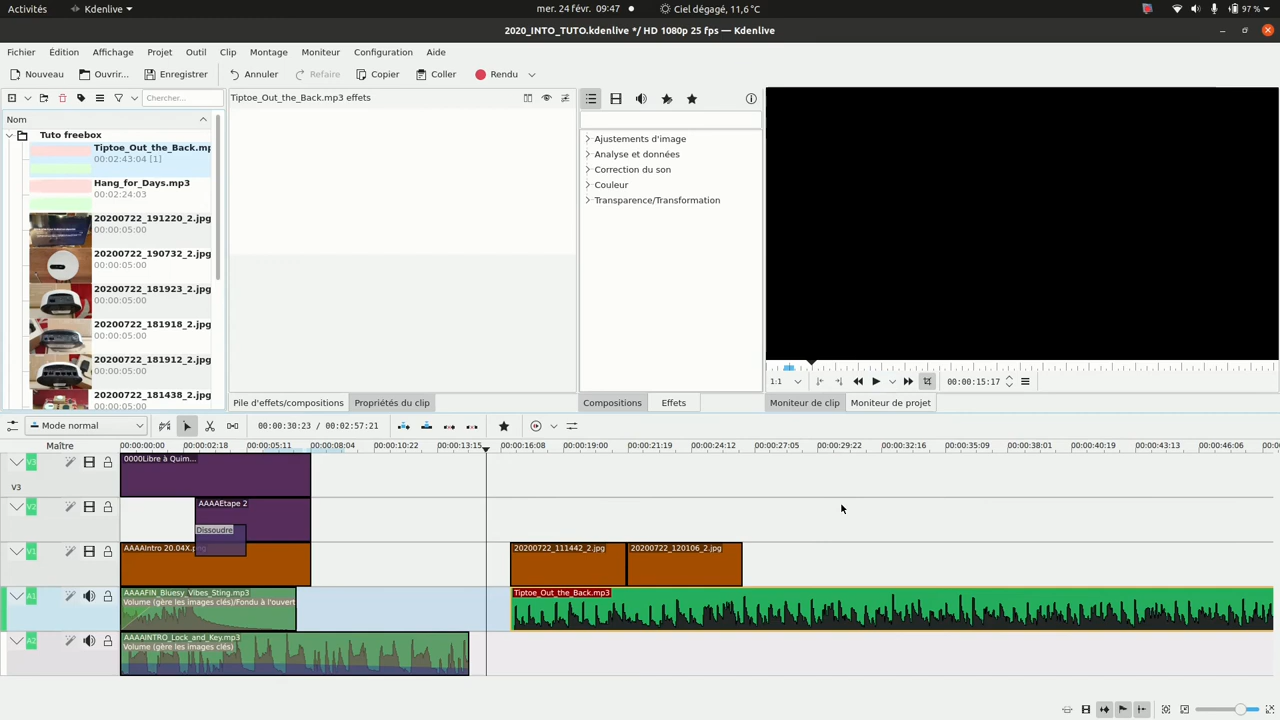 Activités
Kdenlive
mer. 24 févr. 09:47
Ciel dégagé, 11,6 °C
97 %
2020_INTO_TUTO.kdenlive */ HD 1080p 25 fps — Kdenlive
Fichier Édition Affichage Projet Outil Clip Montage Moniteur Configuration Aide
Nouveau Ouvrir... Enregistrer Annuler Refaire Copier Coller Rendu
Chercher...
Tiptoe_Out_the_Back.mp3 effets
Nom
Tuto freebox
Tiptoe_Out_the_Back.mp
00:02:43:04 [1]
Hang_for_Days.mp3
00:02:24:03
20200722_191220_2.jpg
00:00:05:00
20200722_190732_2.jpg
00:00:05:00
20200722_181923_2.jpg
00:00:05:00
20200722_181918_2.jpg
00:00:05:00
20200722_181912_2.jpg
00:00:05:00
20200722_181438_2.jpg
00:00:05:00
Ajustements d'image
Analyse et données
Correction du son
Couleur
Transparence/Transformation
1:1
00:00:15:17
Pile d'effets/compositions Propriétés du clip
Compositions Effets
Moniteur de clip Moniteur de projet
Mode normal
00:00:30:23 / 00:02:57:21
Maître
00:00:00:00 00:00:02:18 00:00:05:11 00:00:08:04 00:00:10:22 00:00:13:15 00:00:16:08 00:00:19:00 00:00:21:19 00:00:24:12 00:00:27:05 00:00:29:22 00:00:32:16 00:00:35:09 00:00:38:01 00:00:40:19 00:00:43:13 00:00:46:06
V3
V3
0000Libre à Quim...
V2
AAAAEtape 2
Dissoudre
V1
AAAAIntro 20.04X.png
20200722_111442_2.jpg
20200722_120106_2.jpg
A1
AAAAFIN_Bluesy_Vibes_Sting.mp3
Volume (gère les images clés)/Fondu à l'ouvert
Tiptoe_Out_the_Back.mp3
A2
AAAAINTRO_Lock_and_Key.mp3
Volume (gère les images clés)